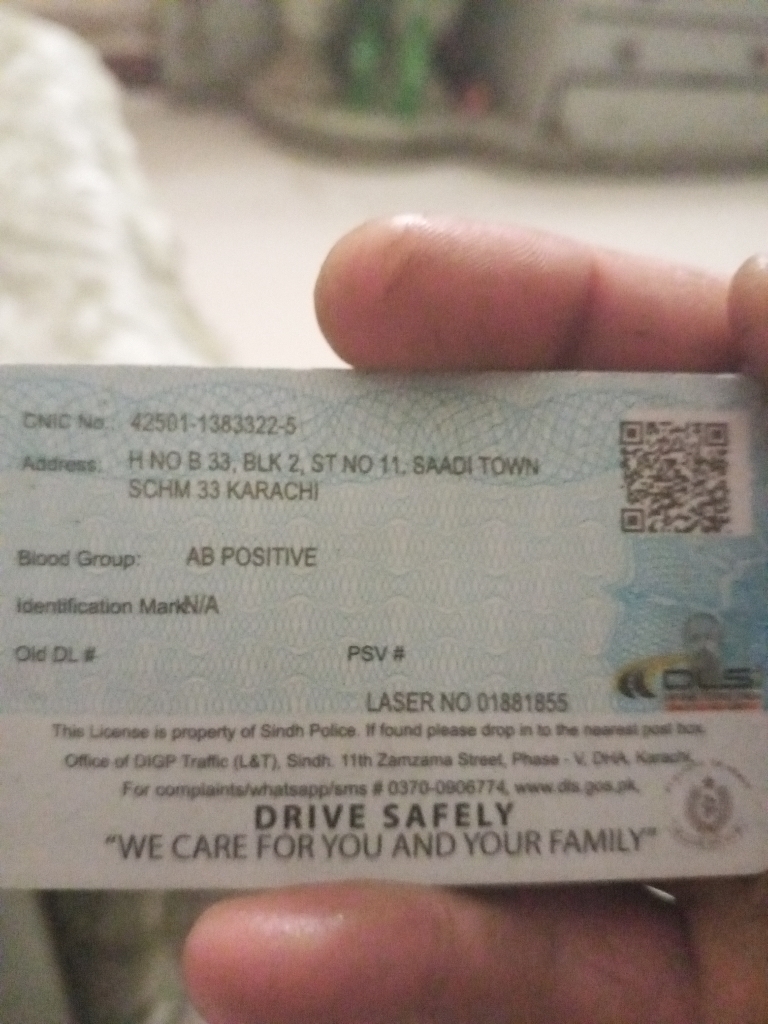 CNIC No.: 42501-1383322-5
Address: H NO B 33, BLK 2, ST NO 11, SAADI TOWN
SCHM 33 KARACHI
Blood Group: AB POSITIVE
Identification Mark N/A
Old DL # PSV #
DLS
LASER NO 01881855
This License is property of Sindh Police. If found please drop in to the nearest post box.
Office of DIGP Traffic (L&T), Sindh. 11th Zamzama Street, Phase - V, DHA, Karachi.
For complaints/whatsapp/sms # 0370-0906774, www.dls.gos.pk,
DRIVE SAFELY
"WE CARE FOR YOU AND YOUR FAMILY"